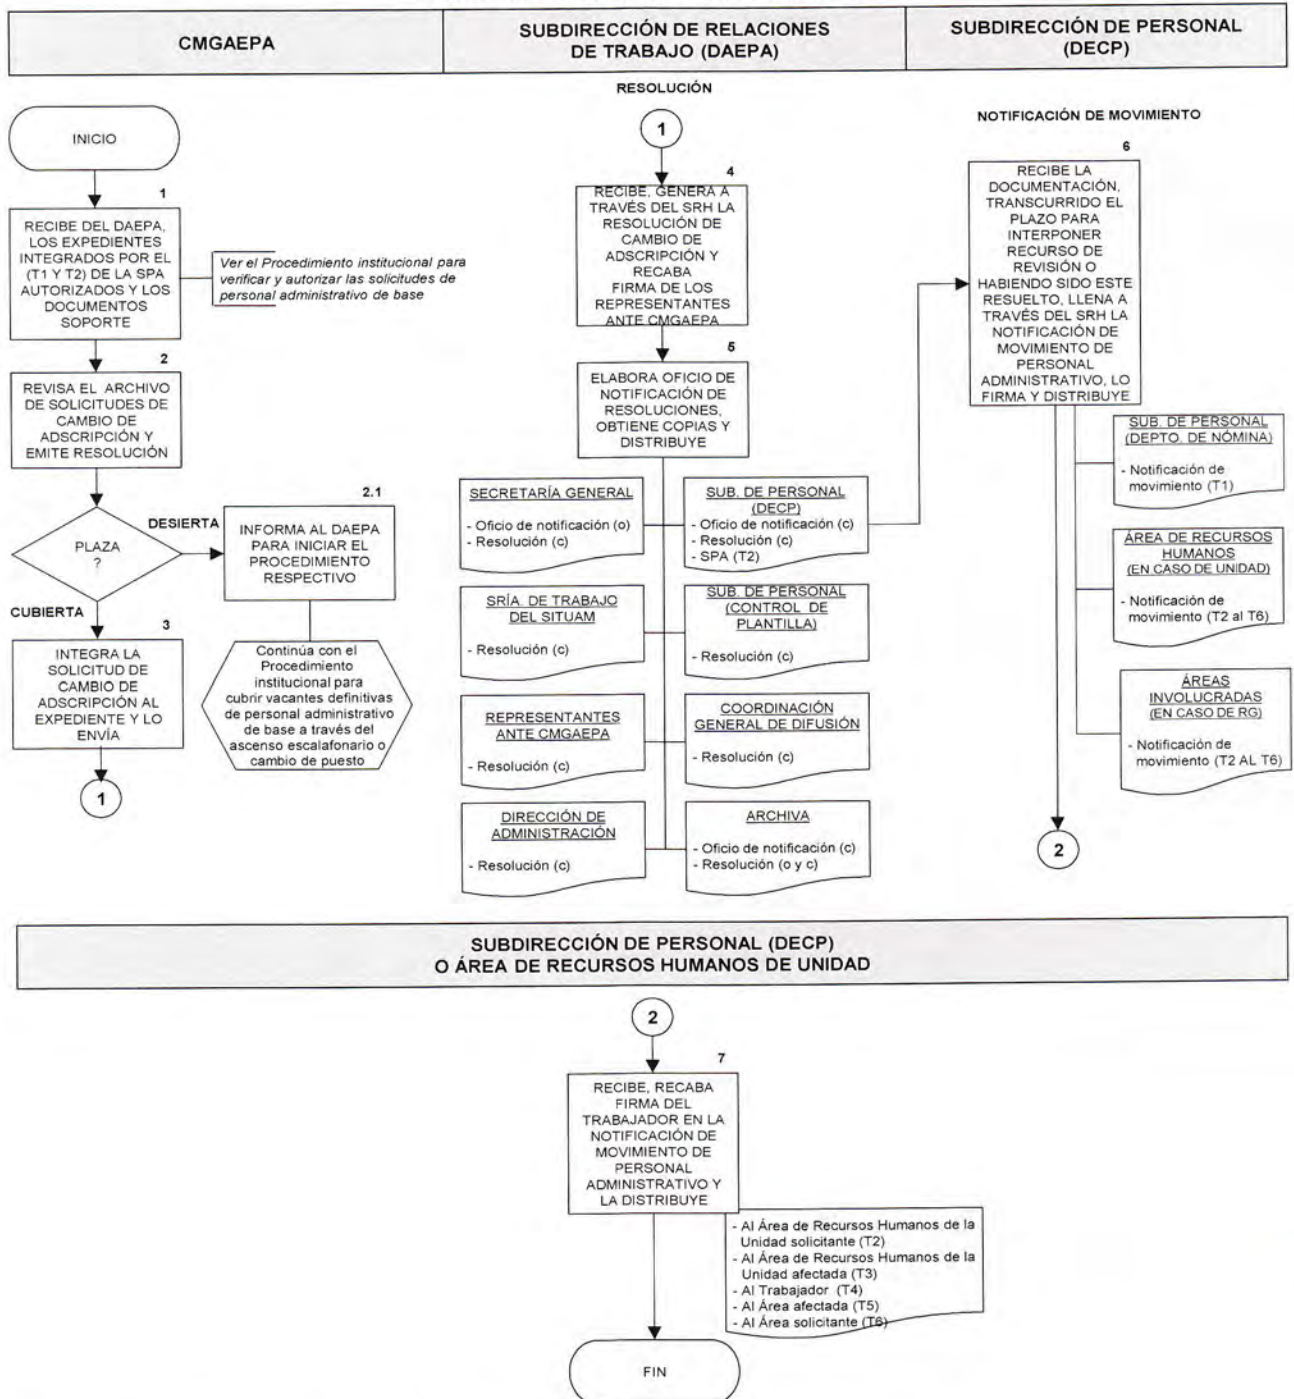 CMGAEPA
SUBDIRECCIÓN DE RELACIONES
DE TRABAJO (DAEPA)
SUBDIRECCIÓN DE PERSONAL
(DECP)
INICIO
1
RECIBE DEL DAEPA,
LOS EXPEDIENTES
INTEGRADOS POR EL
(T1 Y T2) DE LA SPA
AUTORIZADOS Y LOS
DOCUMENTOS
SOPORTE
Ver el Procedimiento institucional para
verificar y autorizar las solicitudes de
personal administrativo de base
2
REVISA EL ARCHIVO
DE SOLICITUDES DE
CAMBIO DE
ADSCRIPCIÓN Y
EMITE RESOLUCIÓN
PLAZA
?
DESIERTA
2.1
INFORMA AL DAEPA
PARA INICIAR EL
PROCEDIMIENTO
RESPECTIVO
Continúa con el
Procedimiento
institucional para
cubrir vacantes definitivas
de personal administrativo
de base a través del
ascenso escalafonario o
cambio de puesto
CUBIERTA
3
INTEGRA LA
SOLICITUD DE
CAMBIO DE
ADSCRIPCIÓN AL
EXPEDIENTE Y LO
ENVÍA
1
RESOLUCIÓN
1
4
RECIBE, GENERA A
TRAVÉS DEL SRH LA
RESOLUCIÓN DE
CAMBIO DE
ADSCRIPCIÓN Y
RECABA
FIRMA DE LOS
REPRESENTANTES
ANTE CMGAEPA
5
ELABORA OFICIO DE
NOTIFICACIÓN DE
RESOLUCIONES,
OBTIENE COPIAS Y
DISTRIBUYE
SECRETARÍA GENERAL
- Oficio de notificación (o)
- Resolución (c)
SUB. DE PERSONAL
(DECP)
- Oficio de notificación (c)
- Resolución (c)
- SPA (T2)
SRÍA. DE TRABAJO
DEL SITUAM
- Resolución (c)
SUB. DE PERSONAL
(CONTROL DE
PLANTILLA)
- Resolución (c)
REPRESENTANTES
ANTE CMGAEPA
- Resolución (c)
COORDINACIÓN
GENERAL DE DIFUSIÓN
- Resolución (c)
DIRECCIÓN DE
ADMINISTRACIÓN
- Resolución (c)
ARCHIVA
- Oficio de notificación (c)
- Resolución (o y c)
NOTIFICACIÓN DE MOVIMIENTO
6
RECIBE LA
DOCUMENTACIÓN,
TRANSCURRIDO EL
PLAZO PARA
INTERPONER
RECURSO DE
REVISIÓN O
HABIENDO SIDO ESTE
RESUELTO, LLENA A
TRAVÉS DEL SRH LA
NOTIFICACIÓN DE
MOVIMIENTO DE
PERSONAL
ADMINISTRATIVO, LO
FIRMA Y DISTRIBUYE
SUB. DE PERSONAL
(DEPTO. DE NÓMINA)
- Notificación de
movimiento (T1)
ÁREA DE RECURSOS
HUMANOS
(EN CASO DE UNIDAD)
- Notificación de
movimiento (T2 al T6)
ÁREAS
INVOLUCRADAS
(EN CASO DE RG)
- Notificación de
movimiento (T2 AL T6)
2
SUBDIRECCIÓN DE PERSONAL (DECP)
O ÁREA DE RECURSOS HUMANOS DE UNIDAD
2
7
RECIBE, RECABA
FIRMA DEL
TRABAJADOR EN LA
NOTIFICACIÓN DE
MOVIMIENTO DE
PERSONAL
ADMINISTRATIVO Y
LA DISTRIBUYE
- Al Área de Recursos Humanos de la
Unidad solicitante (T2)
- Al Área de Recursos Humanos de la
Unidad afectada (T3)
- Al Trabajador (T4)
- Al Área afectada (T5)
- Al Área solicitante (T6)
FIN